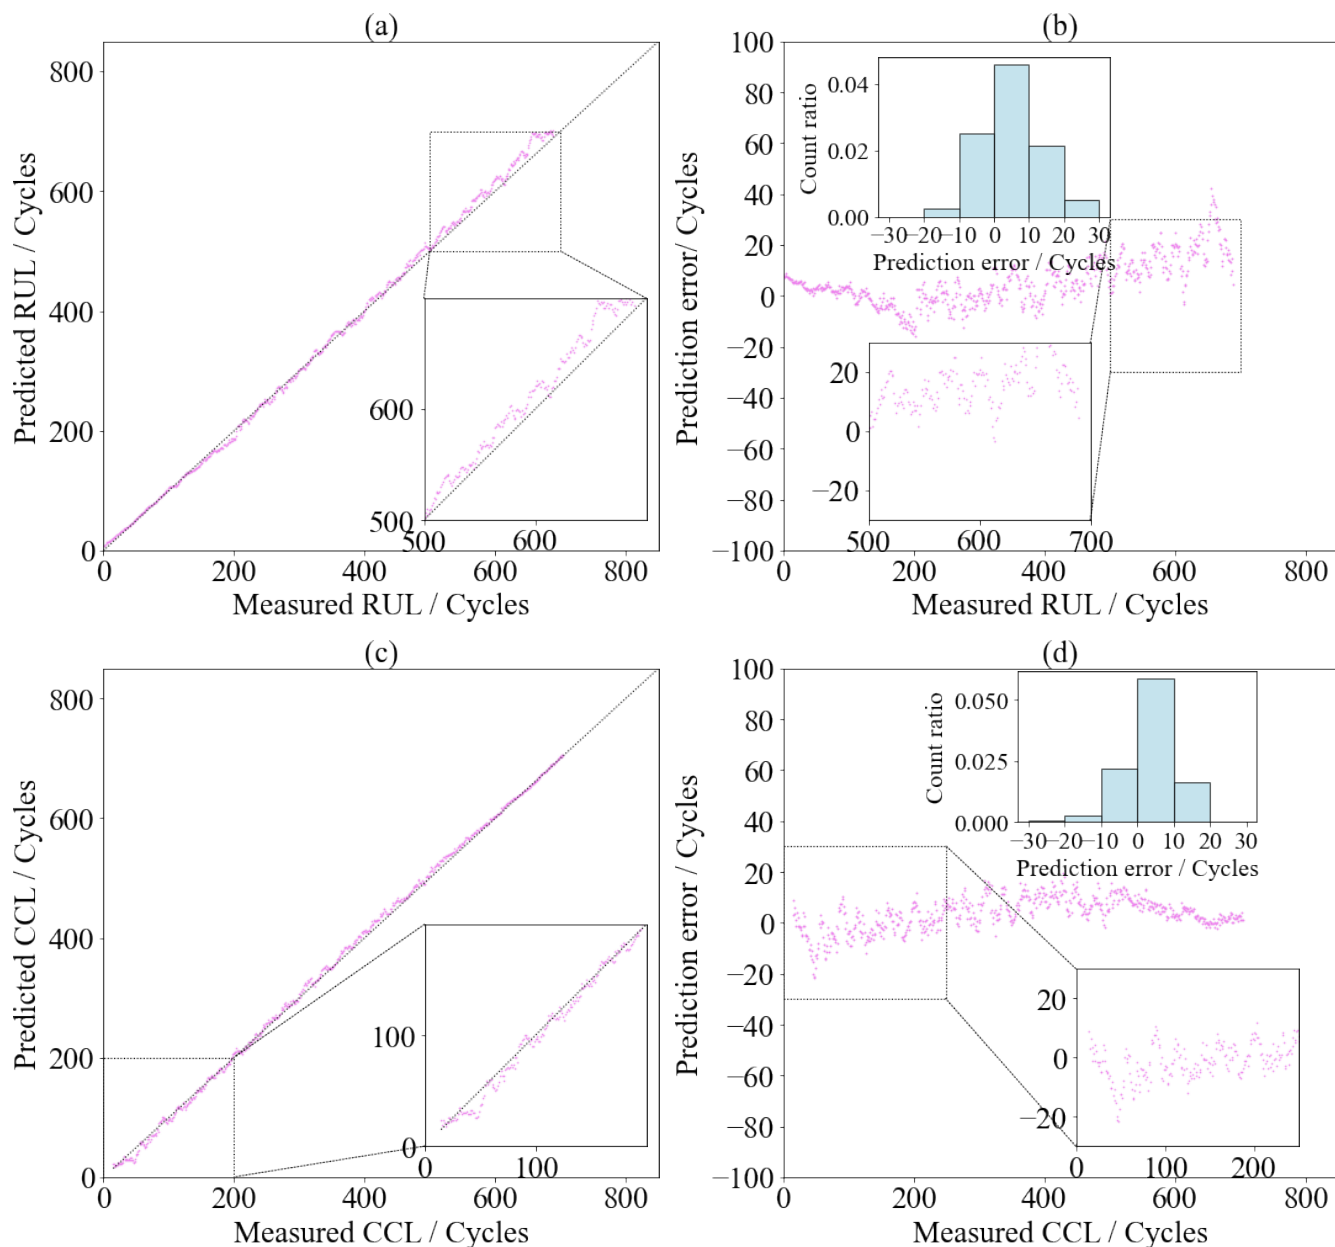 (a)
800
600
400
200
0
0 200 400 600 800
Predicted RUL / Cycles
Measured RUL / Cycles
600
500
500 600
(b)
100
80
60
40
20
0
−20
−40
−60
−80
−100
0 200 400 600 800
Prediction error/ Cycles
Measured RUL / Cycles
0.04
0.02
0.00
−30 −20 −10 0 10 20 30
Count ratio
Prediction error / Cycles
20
0
−20
500 600 700
(c)
800
600
400
200
0
0 200 400 600 800
Predicted CCL / Cycles
Measured CCL / Cycles
100
0
0 100
(d)
100
80
60
40
20
0
−20
−40
−60
−80
−100
0 200 400 600 800
Prediction error / Cycles
Measured CCL / Cycles
0.050
0.025
0.000
−30 −20 −10 0 10 20 30
Count ratio
Prediction error / Cycles
20
0
−20
0 100 200